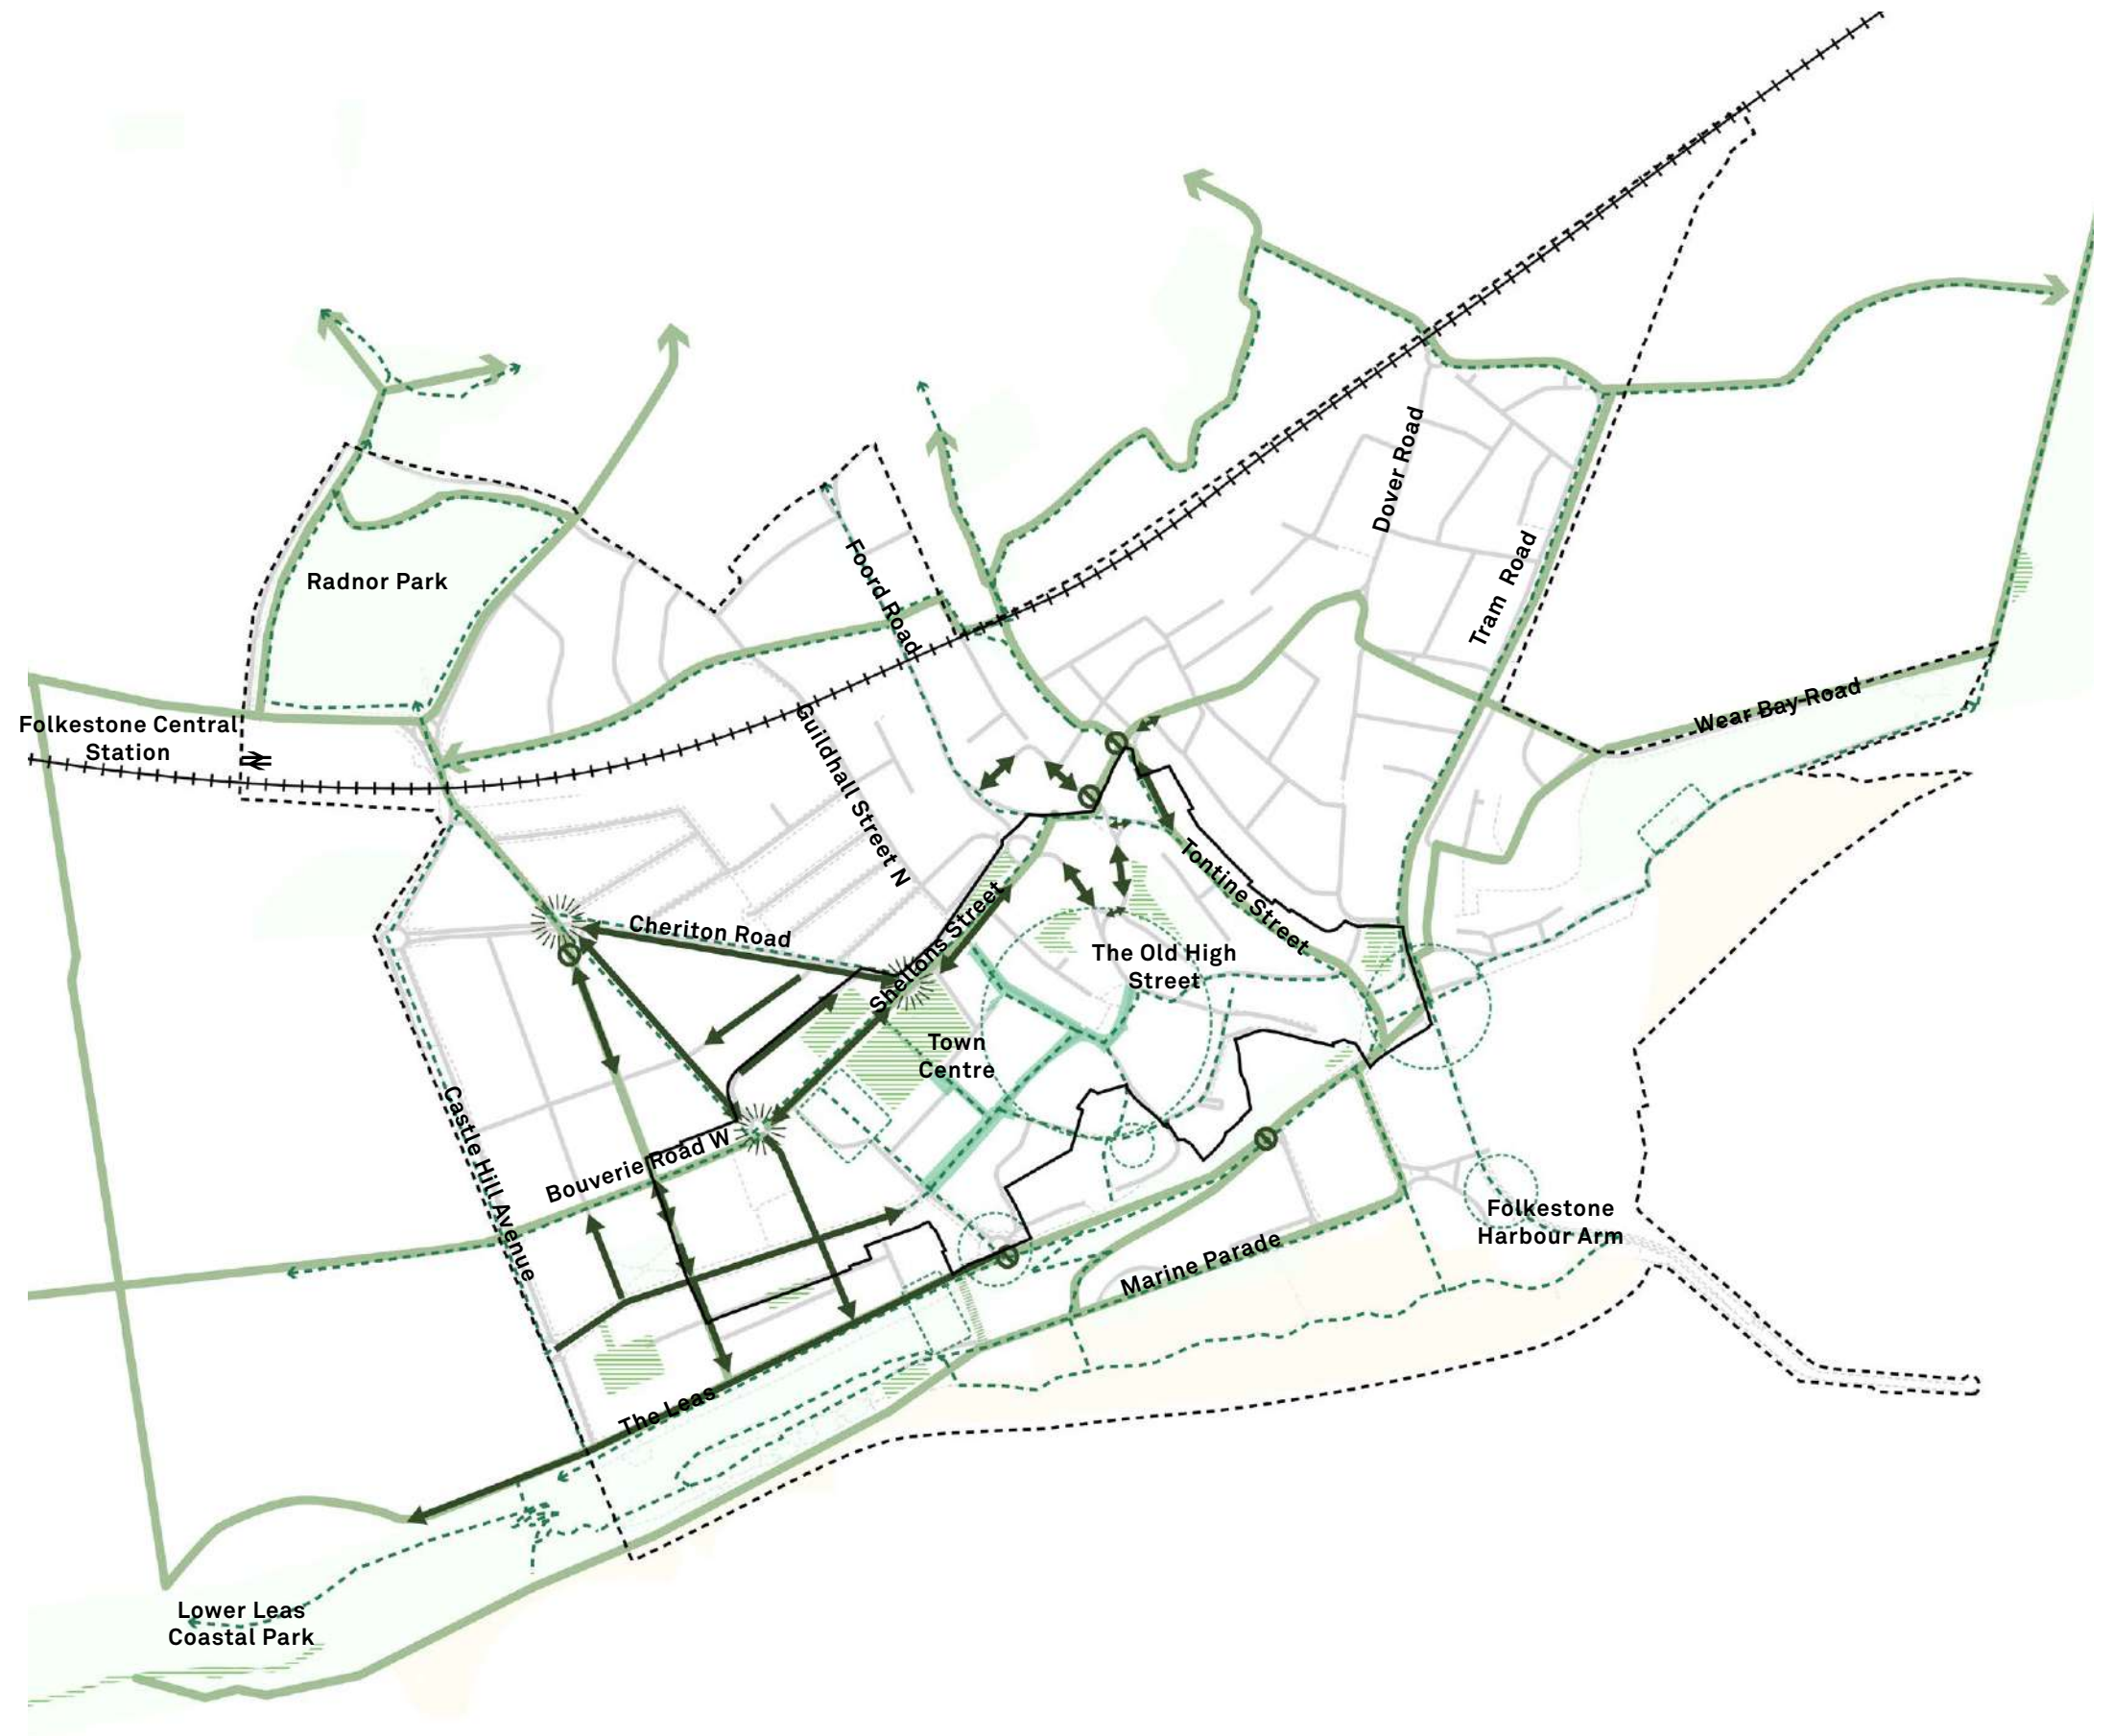 Dover Road
Radnor Park
Foord Road
Tram Road
Wear Bay Road
Folkestone Central
Station
Guildhall Street N
Cheriton Road
Sheltons Street
Tontine Street
The Old High
Street
Town
Centre
Castle Hill Avenue
Bouverie Road W
Folkestone
Harbour Arm
Marine Parade
The Leas
Lower Leas
Coastal Park